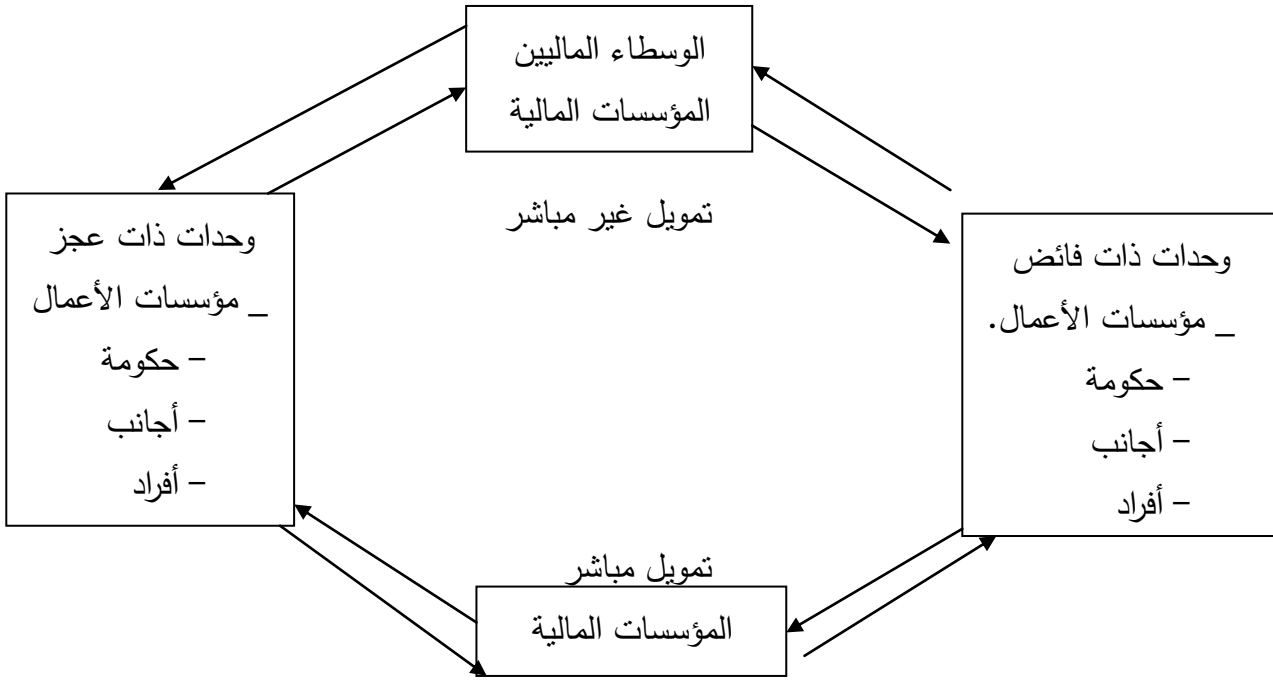 الوسطاء الماليين
المؤسسات المالية
تمويل غير مباشر
وحدات ذات فائض
_ مؤسسات الأعمال.
- حكومة
- أجانب
- أفراد
وحدات ذات عجز
_ مؤسسات الأعمال
- حكومة
- أجانب
- أفراد
تمويل مباشر
المؤسسات المالية